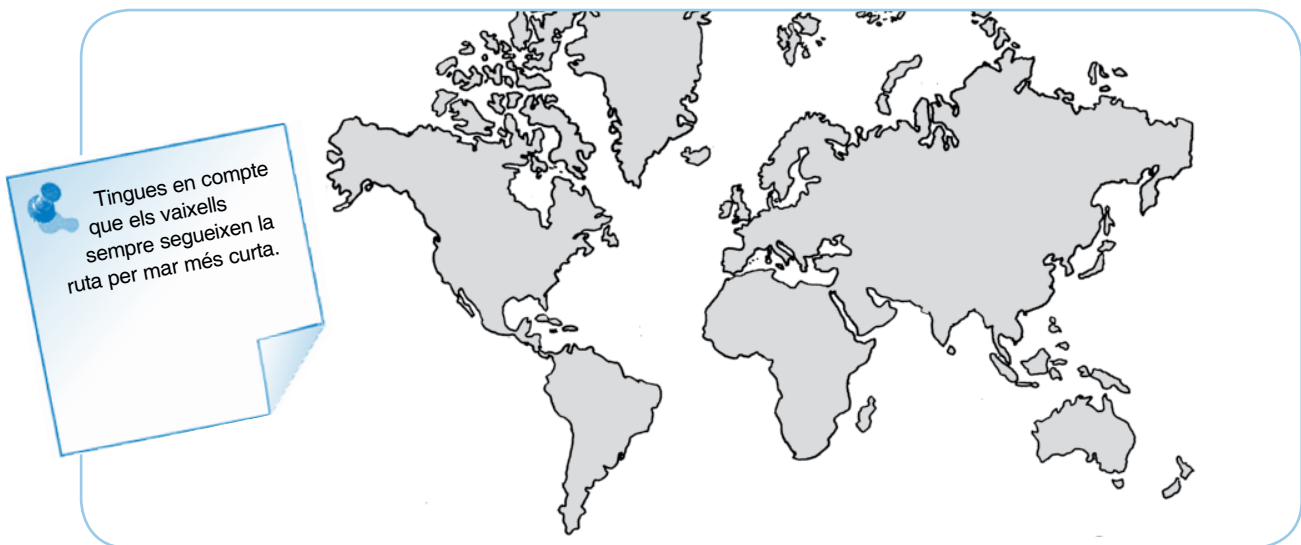 Tingues en compte
que els vaixells
sempre segueixen la
ruta per mar més curta.